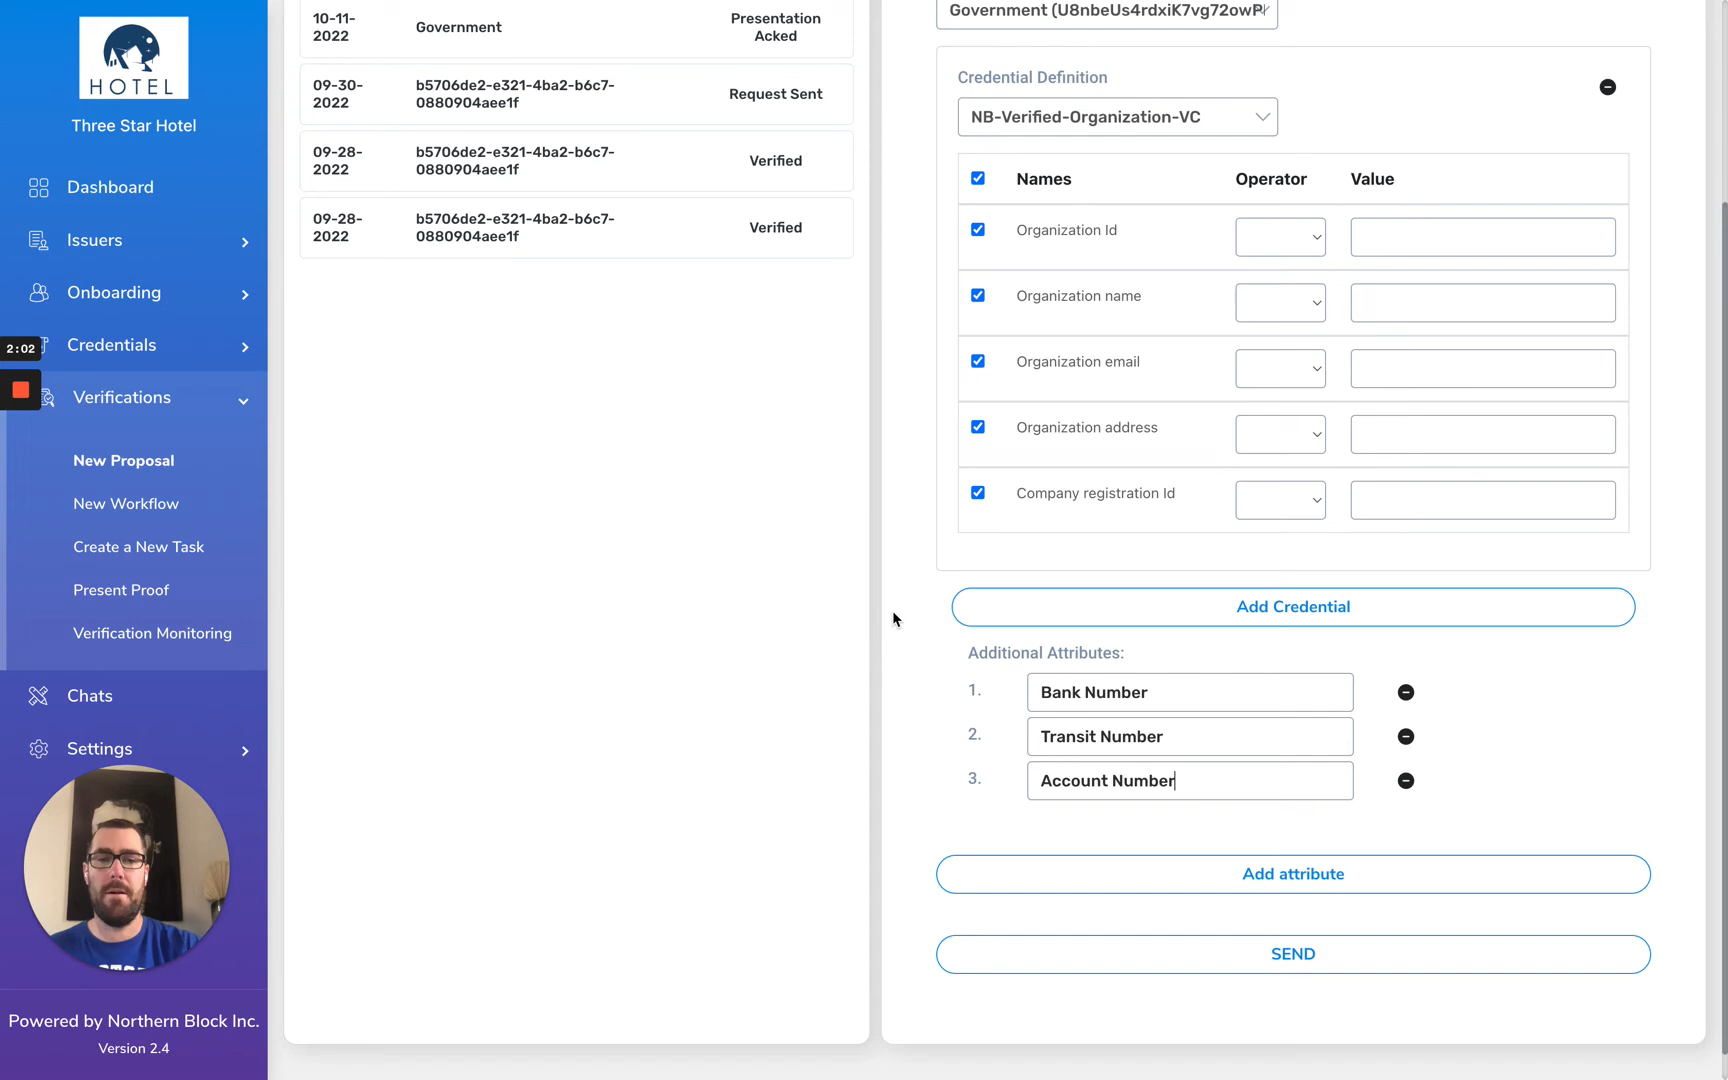 HOTEL
Three Star Hotel
Dashboard
Issuers
Onboarding
2:02
Credentials
Verifications
New Proposal
New Workflow
Create a New Task
Present Proof
Verification Monitoring
Chats
Settings
Powered by Northern Block Inc.
Version 2.4
10-11-
2022
Government
Presentation
Acked
09-30-
2022
b5706de2-e321-4ba2-b6c7-
0880904aee1f
Request Sent
09-28-
2022
b5706de2-e321-4ba2-b6c7-
0880904aee1f
Verified
09-28-
2022
b5706de2-e321-4ba2-b6c7-
0880904aee1f
Verified
Government (U8nbeUs4rdxiK7vg72owP
Credential Definition
NB-Verified-Organization-VC
Names Operator Value
Organization Id
Organization name
Organization email
Organization address
Company registration Id
Add Credential
Additional Attributes:
1. Bank Number
2. Transit Number
3. Account Number
Add attribute
SEND